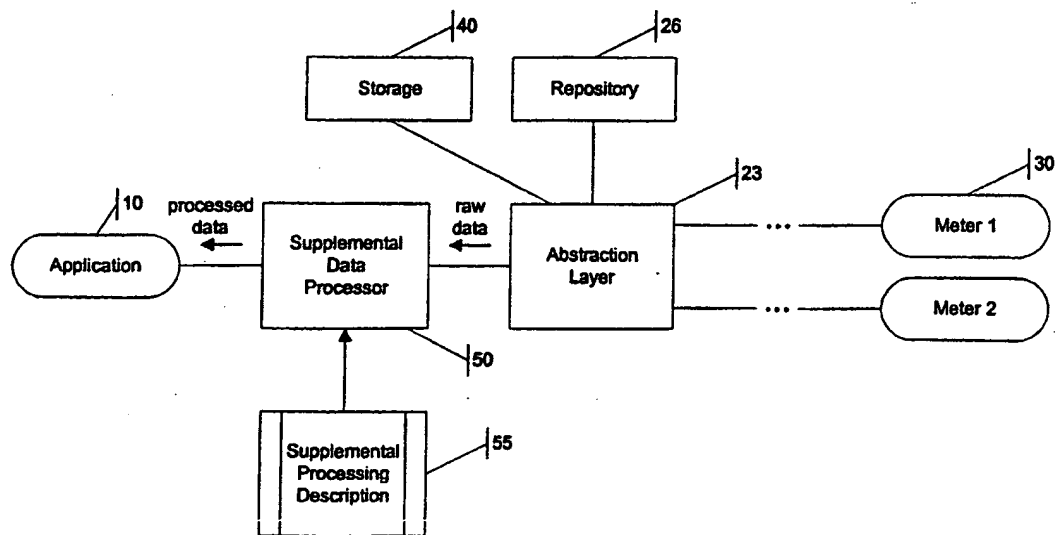 40
26
Storage
Repository
23
30
10
processed
data
raw
data
Application
Supplemental
Data
Processor
Abstraction
Layer
...
Meter 1
...
Meter 2
50
55
Supplemental
Processing
Description